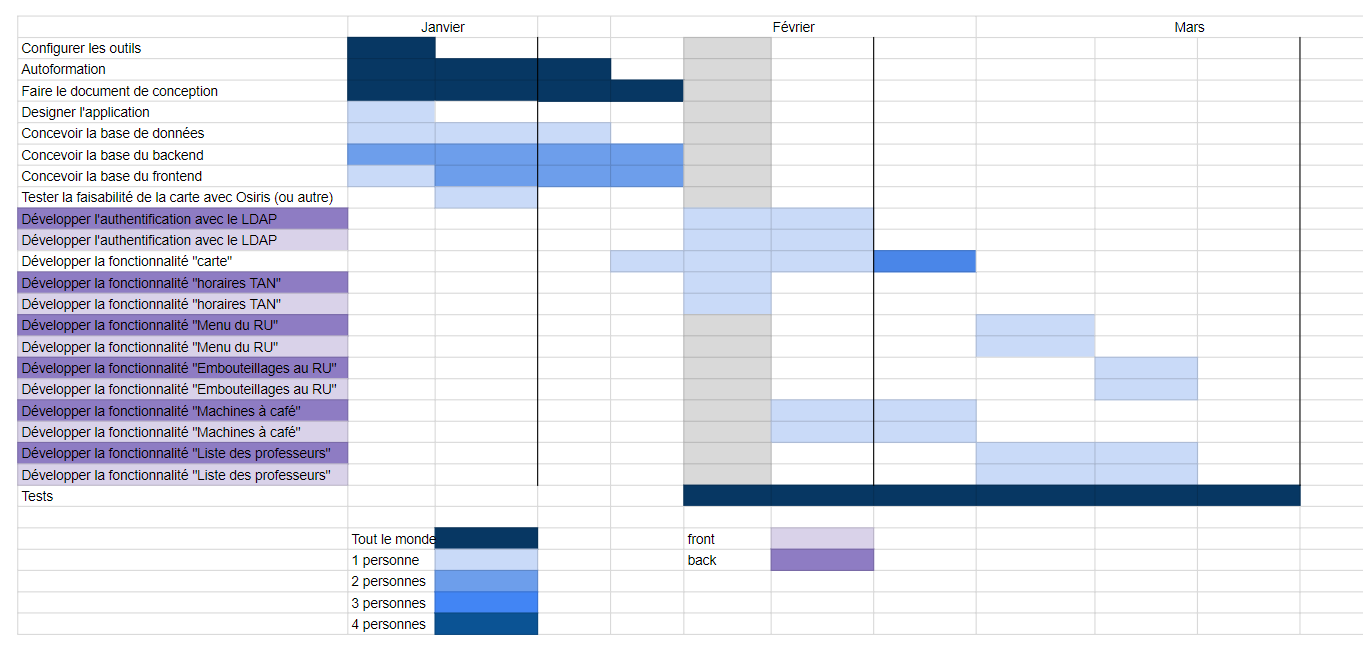 Janvier Février Mars
Configurer les outils
Autoformation
Faire le document de conception
Designer l'application
Concevoir la base de données
Concevoir la base du backend
Concevoir la base du frontend
Tester la faisabilité de la carte avec Osiris (ou autre)
Développer l'authentification avec le LDAP
Développer l'authentification avec le LDAP
Développer la fonctionnalité "carte"
Développer la fonctionnalité "horaires TAN"
Développer la fonctionnalité "horaires TAN"
Développer la fonctionnalité "Menu du RU"
Développer la fonctionnalité "Menu du RU"
Développer la fonctionnalité "Embouteillages au RU"
Développer la fonctionnalité "Embouteillages au RU"
Développer la fonctionnalité "Machines à café"
Développer la fonctionnalité "Machines à café"
Développer la fonctionnalité "Liste des professeurs"
Développer la fonctionnalité "Liste des professeurs"
Tests
Tout le monde front
1 personne back
2 personnes
3 personnes
4 personnes